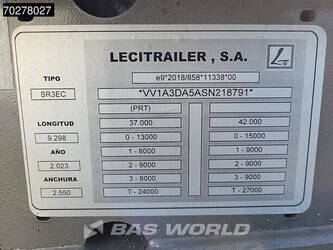 70278027
LECITRAILER , S.A.
TIPO
e9*2018/858*11338*00
SR3EC
*VV1A3DA5ASN218791*
(PRT)
LONGITUD
37.000
42.000
9.298
0 - 13000
0 - 15000
AÑO
1 - 8000
1 - 9000
2.023
2 - 8000
2 - 9000
ANCHURA
3 - 8000
3 - 9000
2.550
T - 24000
T - 27000
BAS WORLD